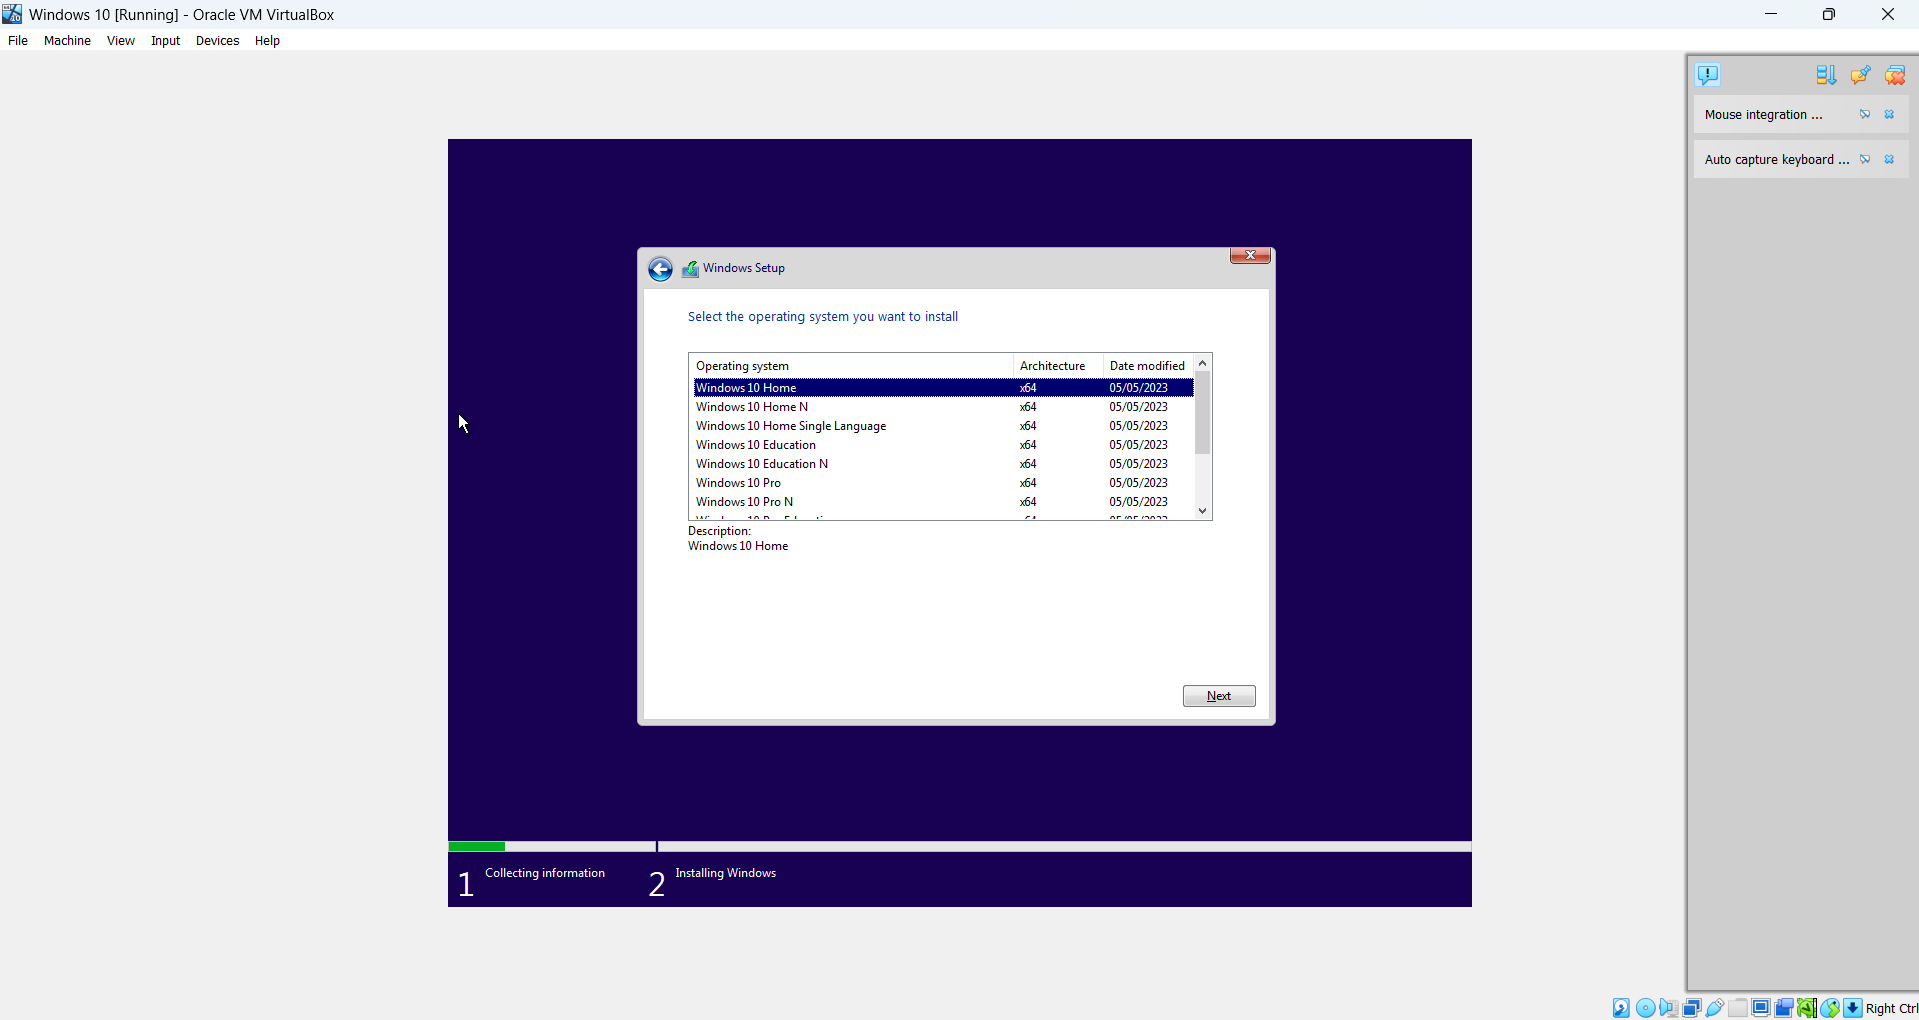 Windows 10 [Running] - Oracle VM VirtualBox
File Machine View Input Devices Help
Mouse integration ...
Auto capture keyboard ...
Windows Setup
Select the operating system you want to install
Operating system Architecture Date modified
Windows 10 Home x64 05/05/2023
Windows 10 Home N x64 05/05/2023
Windows 10 Home Single Language x64 05/05/2023
Windows 10 Education x64 05/05/2023
Windows 10 Education N x64 05/05/2023
Windows 10 Pro x64 05/05/2023
Windows 10 Pro N x64 05/05/2023
Description:
Windows 10 Home
Next
1 Collecting information 2 Installing Windows
Right Ctrl